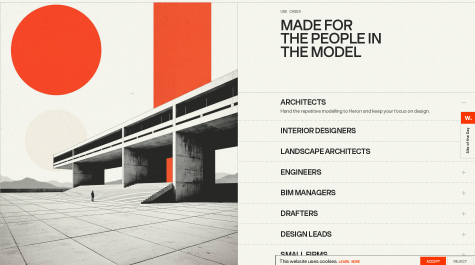 USE CASES
MADE FOR
THE PEOPLE IN
THE MODEL
ARCHITECTS
Hand the repetitive modelling to Heron and keep your focus on design.
INTERIOR DESIGNERS
LANDSCAPE ARCHITECTS
ENGINEERS
BIM MANAGERS
DRAFTERS
DESIGN LEADS
SMALL FIRMS
W.
Site of the Day
This website uses cookies. LEARN MORE
ACCEPT
REJECT